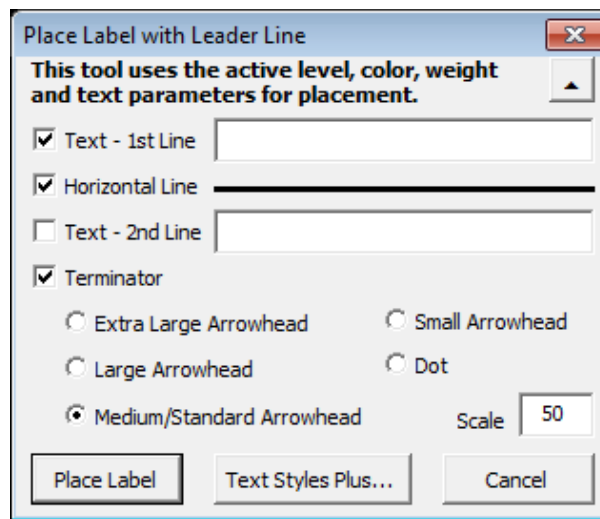 Place Label with Leader Line
This tool uses the active level, color, weight
and text parameters for placement.
Text - 1st Line
Horizontal Line
Text - 2nd Line
Terminator
Extra Large Arrowhead
Small Arrowhead
Large Arrowhead
Dot
Medium/Standard Arrowhead
Scale 50
Place Label
Text Styles Plus...
Cancel